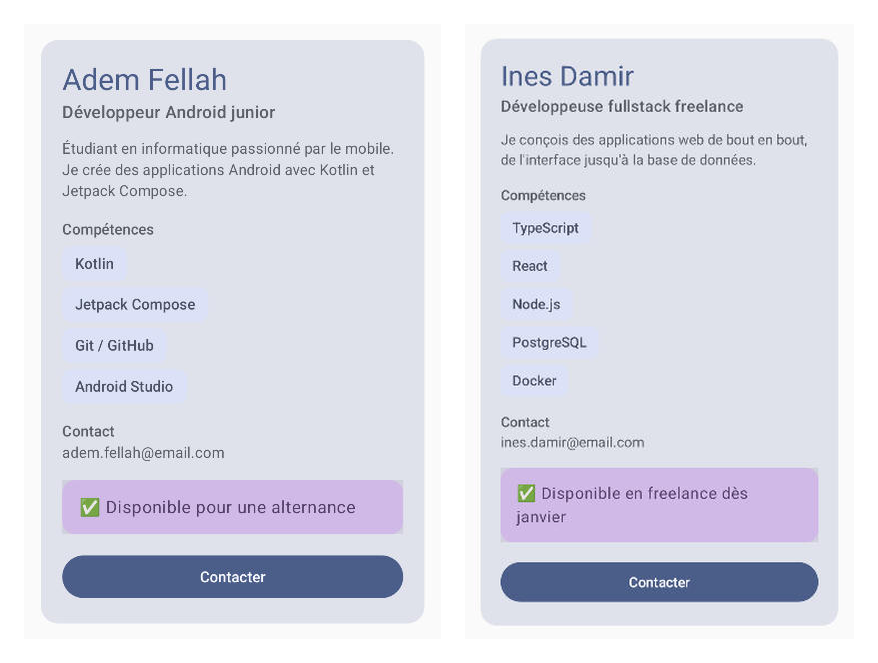 Adem Fellah
Développeur Android junior
Étudiant en informatique passionné par le mobile.
Je crée des applications Android avec Kotlin et
Jetpack Compose.
Compétences
Kotlin
Jetpack Compose
Git / GitHub
Android Studio
Contact
adem.fellah@email.com
✅ Disponible pour une alternance
Contacter
Ines Damir
Développeuse fullstack freelance
Je conçois des applications web de bout en bout,
de l'interface jusqu'à la base de données.
Compétences
TypeScript
React
Node.js
PostgreSQL
Docker
Contact
ines.damir@email.com
✅ Disponible en freelance dès
janvier
Contacter